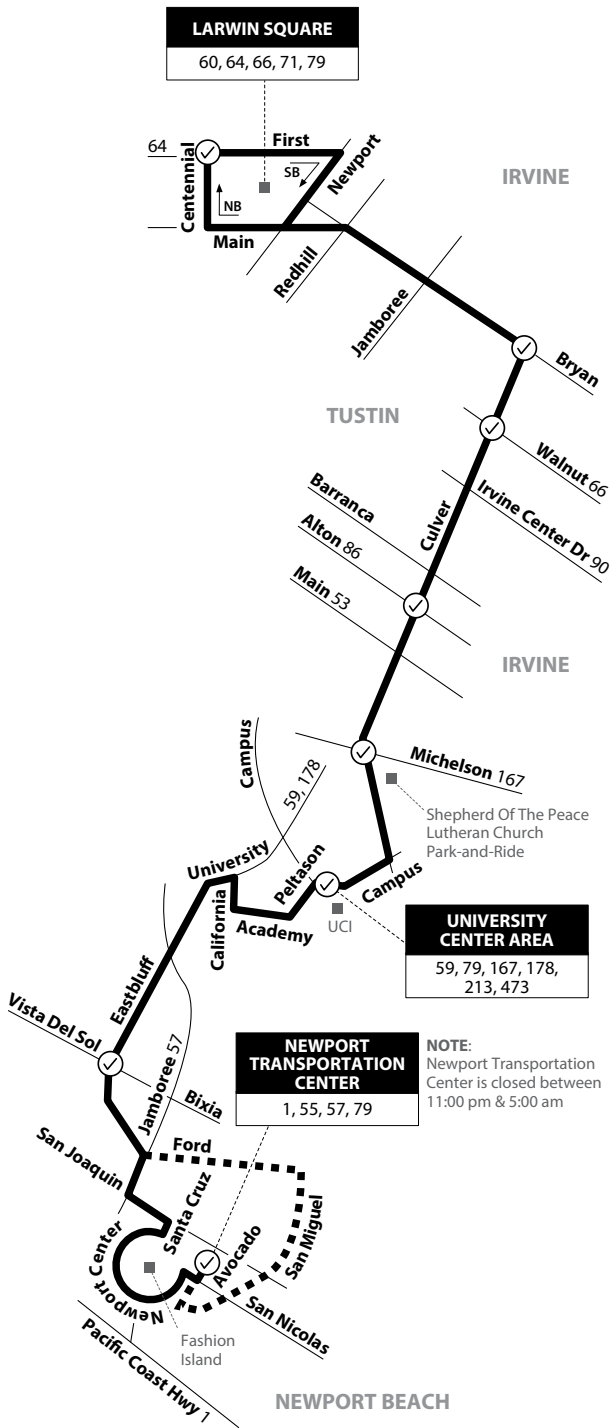 LARWIN SQUARE
60, 64, 66, 71, 79
64
First
Centennial
SB
Newport
NB
IRVINE
Main
Redhill
Jamboree
Bryan
TUSTIN
Walnut 66
Barranca
Irvine Center Dr 90
Alton 86
Culver
Main 53
IRVINE
Campus
Michelson 167
59, 178
Shepherd Of The Peace
Lutheran Church
Park-and-Ride
University
Peltason
Campus
California
Academy
UCI
UNIVERSITY
CENTER AREA
59, 79, 167, 178,
213, 473
Eastbluff
Vista Del Sol
Jamboree 57
Bixia
NEWPORT
TRANSPORTATION
CENTER
1, 55, 57, 79
NOTE:
Newport Transportation
Center is closed between
11:00 pm & 5:00 am
San Joaquin
Ford
Santa Cruz
San Miguel
Avocado
Newport Center
San Nicolas
Fashion
Island
Pacific Coast Hwy 1
NEWPORT BEACH